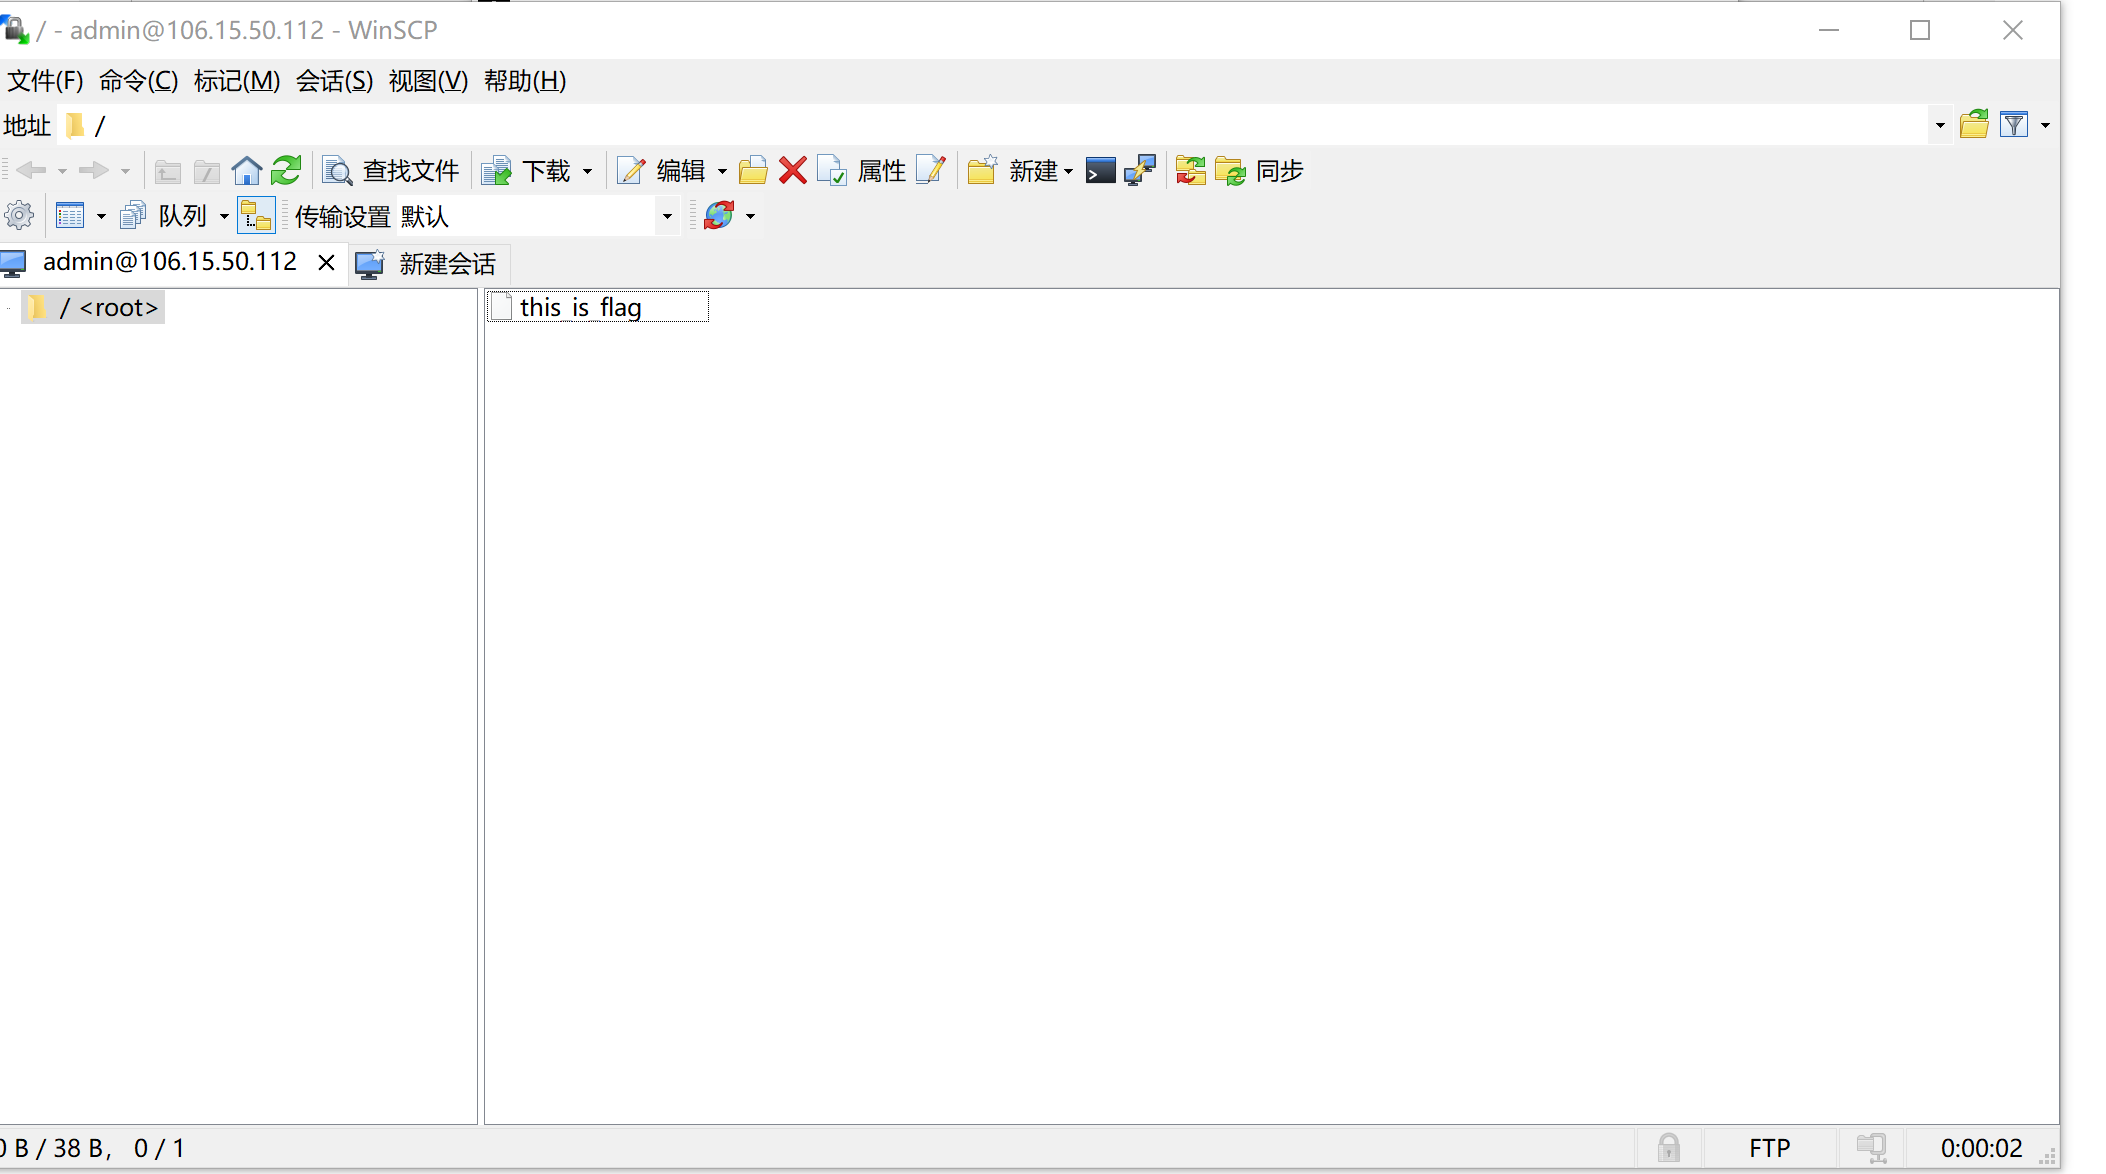 / - admin@106.15.50.112 - WinSCP
文件(F) 命令(C) 标记(M) 会话(S) 视图(V) 帮助(H)
地址 /
查找文件 下载 编辑 属性 新建 同步
队列 传输设置 默认
admin@106.15.50.112 新建会话
/ <root> this_is_flag
0 B / 38 B, 0 / 1 FTP 0:00:02